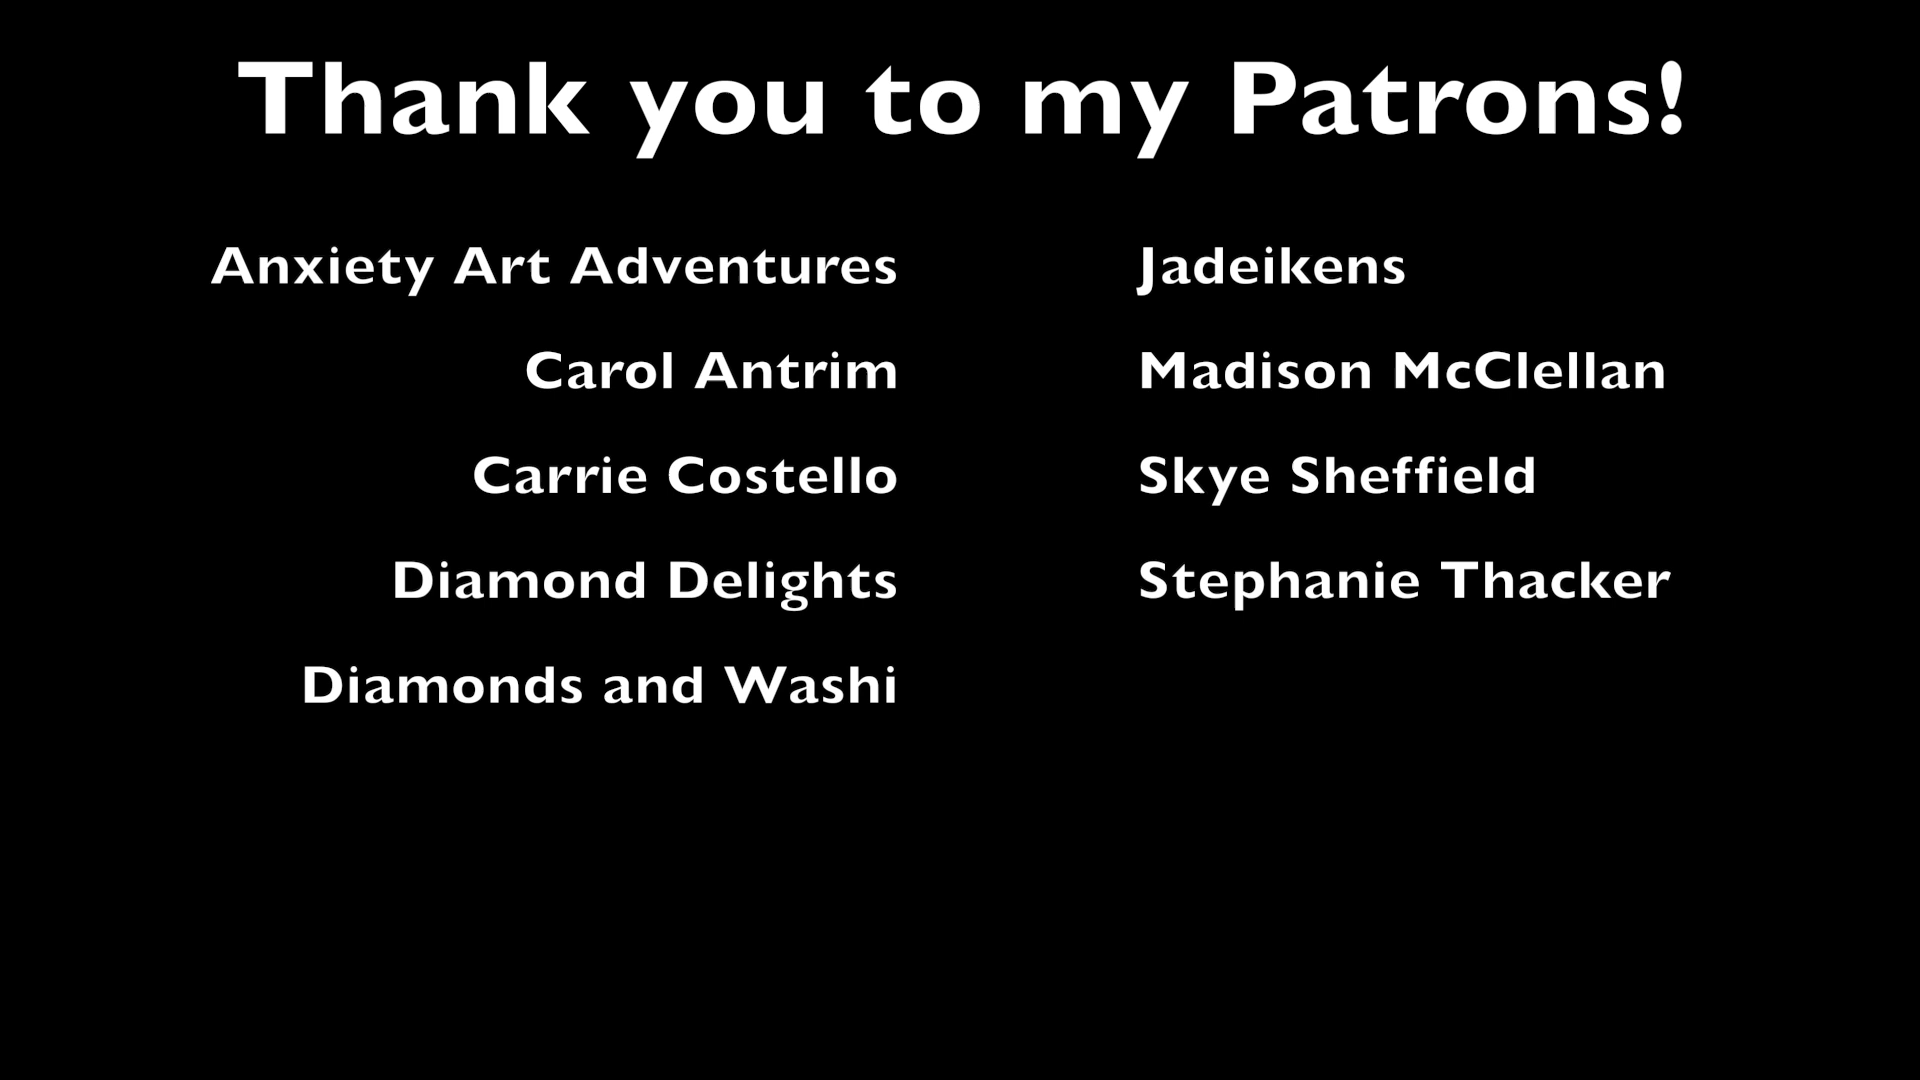 Thank you to my Patrons!
Anxiety Art Adventures
Carol Antrim
Carrie Costello
Diamond Delights
Diamonds and Washi
Jadeikens
Madison McClellan
Skye Sheffield
Stephanie Thacker